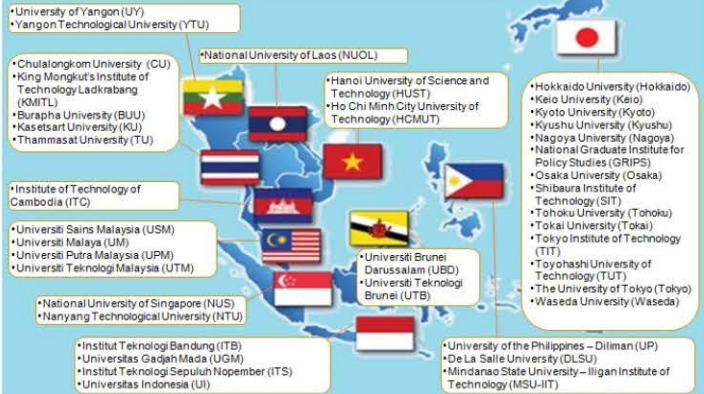 •University of Yangon (UY)
•Yangon Technological University (YTU)
•National University of Laos (NUOL)
•Chulalongkorn University (CU)
•King Mongkut's Institute of
Technology Ladkrabang
(KMITL)
•Burapha University (BUU)
•Kasetsart University (KU)
•Thammasat University (TU)
•Hanoi University of Science and
Technology (HUST)
•Ho Chi Minh City University of
Technology (HCMUT)
•Institute of Technology of
Cambodia (ITC)
•Universiti Sains Malaysia (USM)
•Universiti Malaya (UM)
•Universiti Putra Malaysia (UPM)
•Universiti Teknologi Malaysia (UTM)
•Universiti Brunei
Darussalam (UBD)
•Universiti Teknologi
Brunei (UTB)
•National University of Singapore (NUS)
•Nanyang Technological University (NTU)
•Institut Teknologi Bandung (ITB)
•Universitas Gadjah Mada (UGM)
•Institut Teknologi Sepuluh Nopember (ITS)
•Universitas Indonesia (UI)
•Hokkaido University (Hokkaido)
•Keio University (Keio)
•Kyoto University (Kyoto)
•Kyushu University (Kyushu)
•Nagoya University (Nagoya)
•National Graduate Institute for
Policy Studies (GRIPS)
•Osaka University (Osaka)
•Shibaura Institute of
Technology (SIT)
•Tohoku University (Tohoku)
•Tokai University (Tokai)
•Tokyo Institute of Technology
(TIT)
•Toyohashi University of
Technology (TUT)
•The University of Tokyo (Tokyo)
•Waseda University (Waseda)
•University of the Philippines – Diliman (UP)
•De La Salle University (DLSU)
•Mindanao State University – Iligan Institute of
Technology (MSU-IIT)